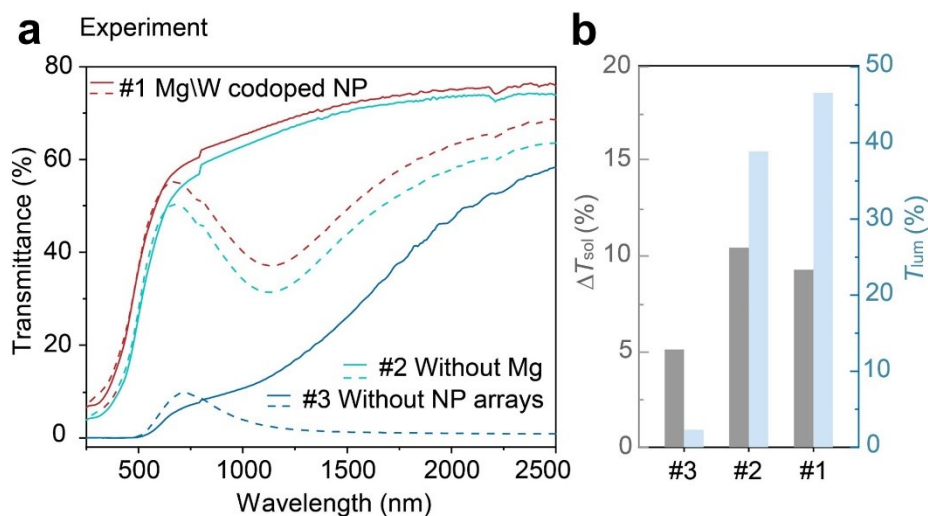 a Experiment
80
60
40
20
0
Transmittance (%)
#1 Mg\W codoped NP
#2 Without Mg
#3 Without NP arrays
500 1000 1500 2000 2500
Wavelength (nm)
b
20
15
10
5
0
ΔTsol (%)
50
40
30
20
10
0
Tlum (%)
#3 #2 #1